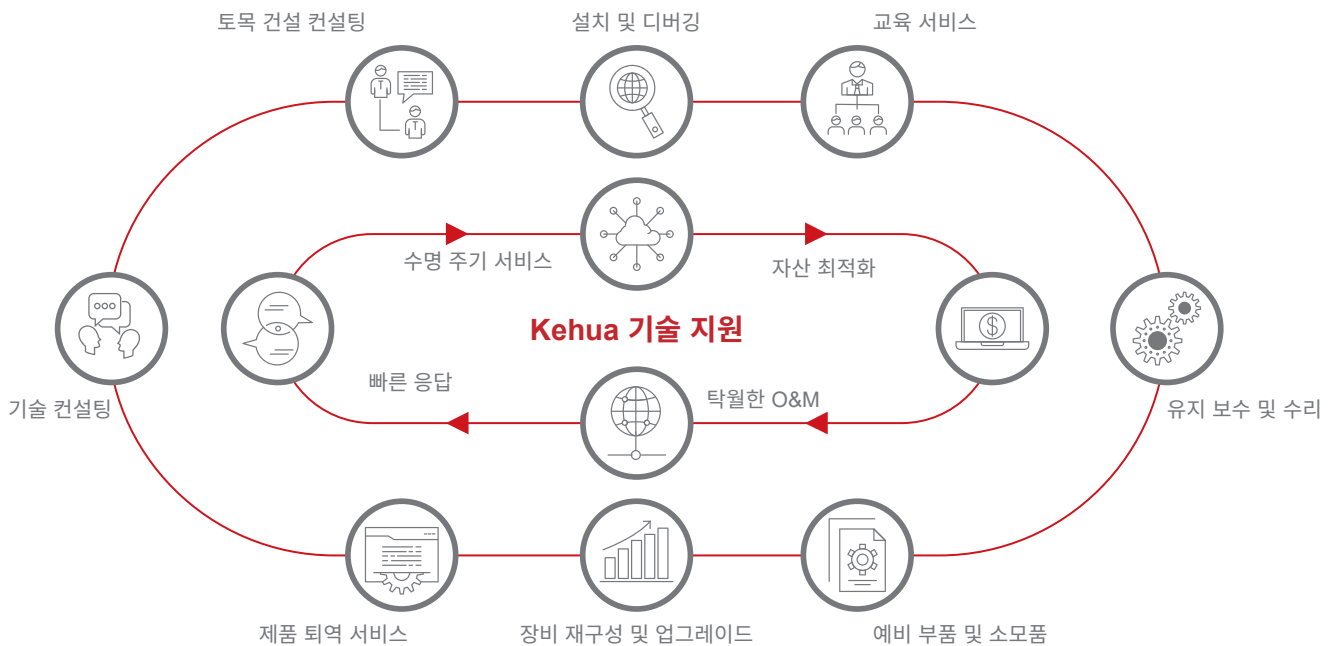 토목 건설 컨설팅
설치 및 디버깅
교육 서비스
수명 주기 서비스
자산 최적화
Kehua 기술 지원
빠른 응답
탁월한 O&M
기술 컨설팅
유지 보수 및 수리
제품 퇴역 서비스
장비 재구성 및 업그레이드
예비 부품 및 소모품